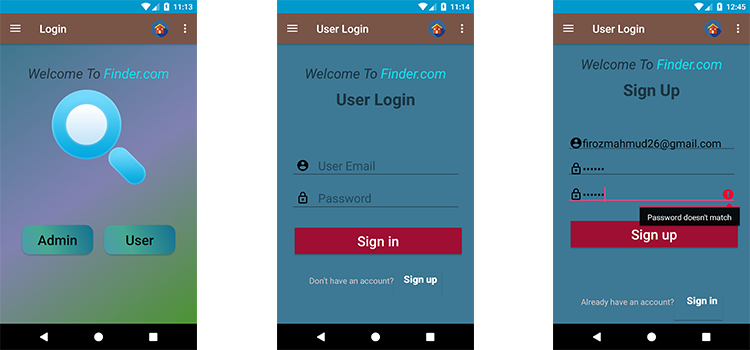 11:13
Login
Welcome To Finder.com
Admin
User
11:14
User Login
Welcome To Finder.com
User Login
User Email
Password
Sign in
Don't have an account? Sign up
12:45
User Login
Welcome To Finder.com
Sign Up
firozmahmud26@gmail.com
••••••
••••••
Password doesn't match
Sign up
Already have an account? Sign in